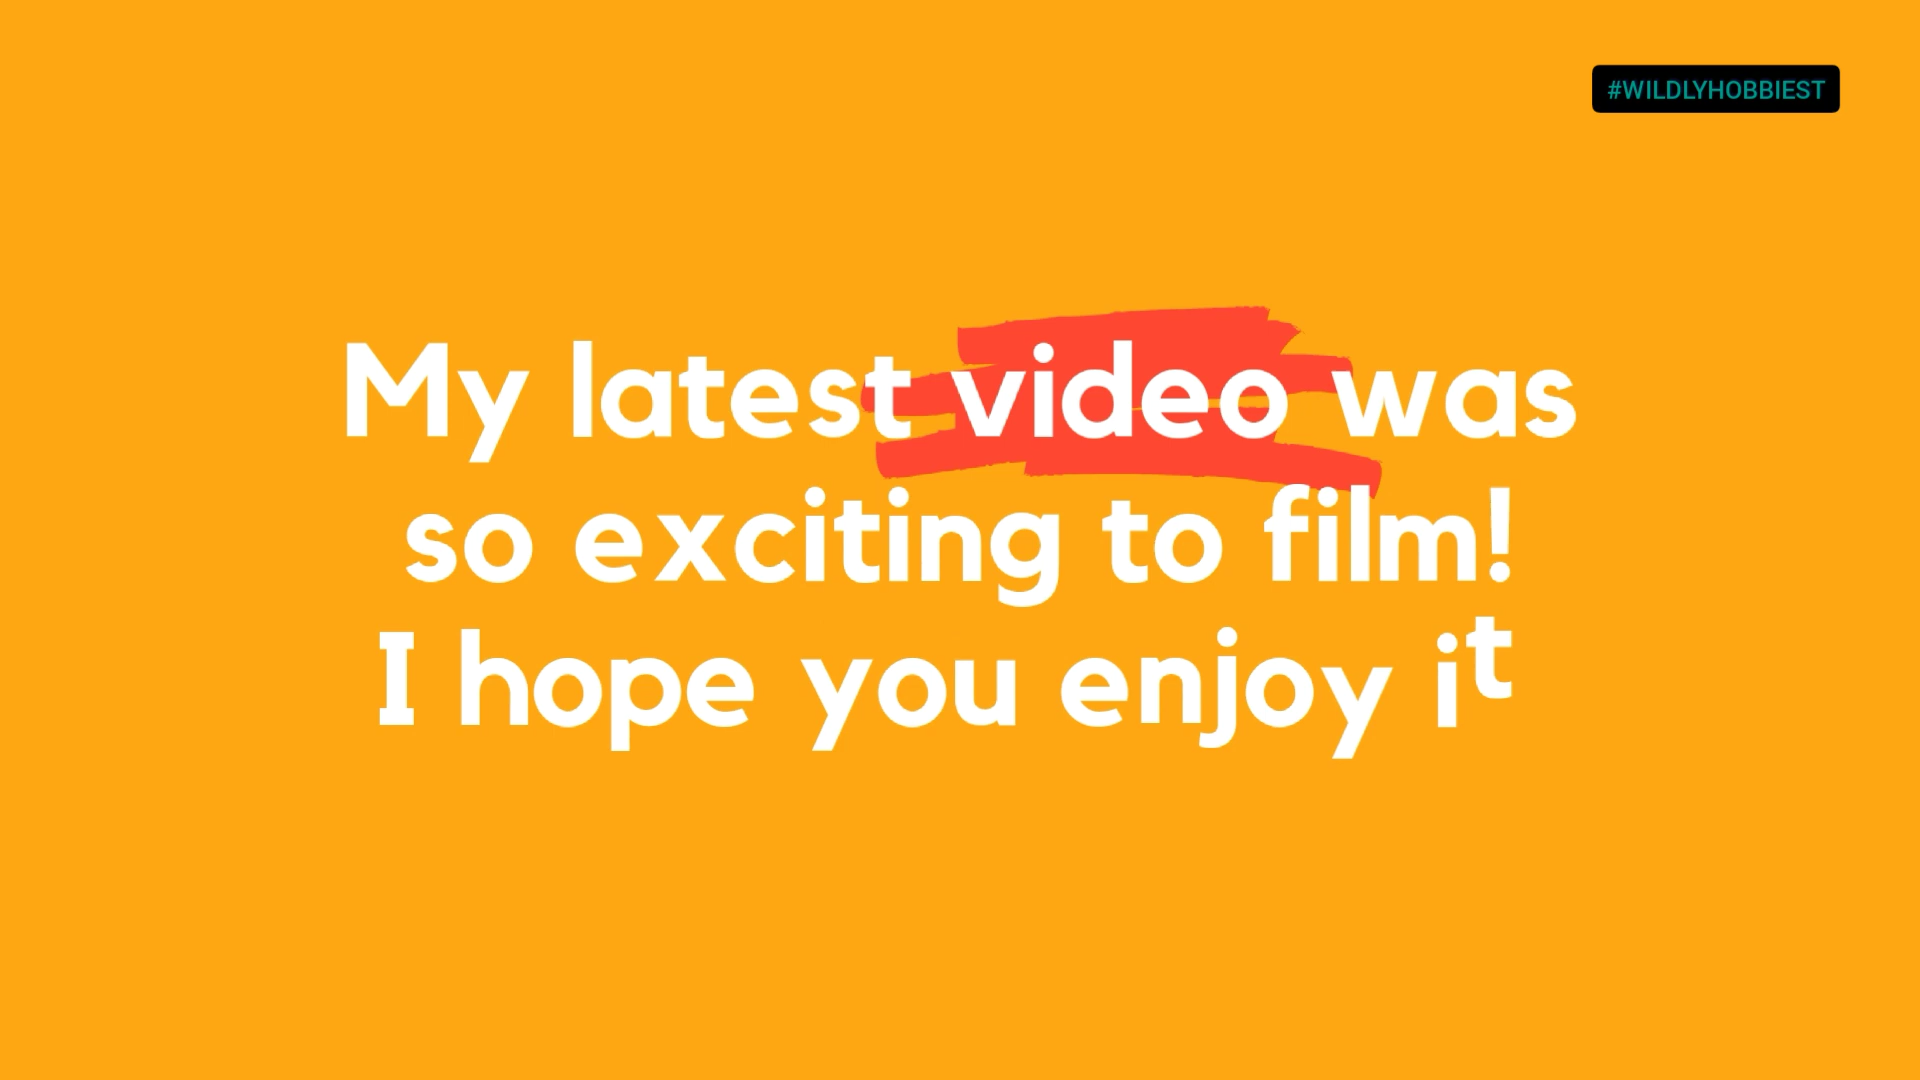 #WILDLYHOBBIEST
My latest video was
so exciting to film!
I hope you enjoy it